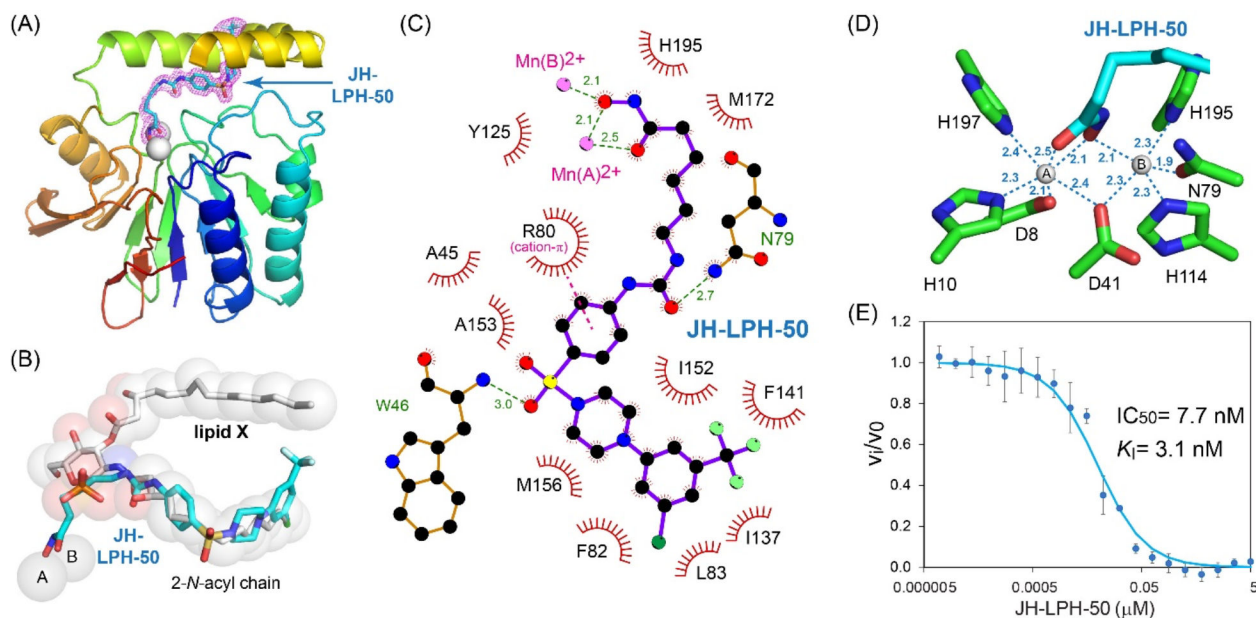 (A)
JH-
LPH-50
(B)
lipid X
JH-
LPH-50
A
B
2-N-acyl chain
(C)
H195
Mn(B)²⁺
2.1
M172
Y125
2.1
2.5
Mn(A)²⁺
R80
(cation-π)
N79
A45
2.7
JH-LPH-50
A153
I152
F141
W46
3.0
M156
I137
F82
L83
(D)
JH-LPH-50
H197
H195
2.4
2.5
2.1
2.1
2.3
A
B
1.9
2.3
2.1
2.4
2.3
2.3
N79
D8
H10
D41
H114
(E)
1.2
1.0
0.8
0.6
0.4
0.2
0.0
vᵢ/v₀
IC₅₀= 7.7 nM
Kᵢ= 3.1 nM
0.000005
0.0005
0.05
5
JH-LPH-50 (μM)